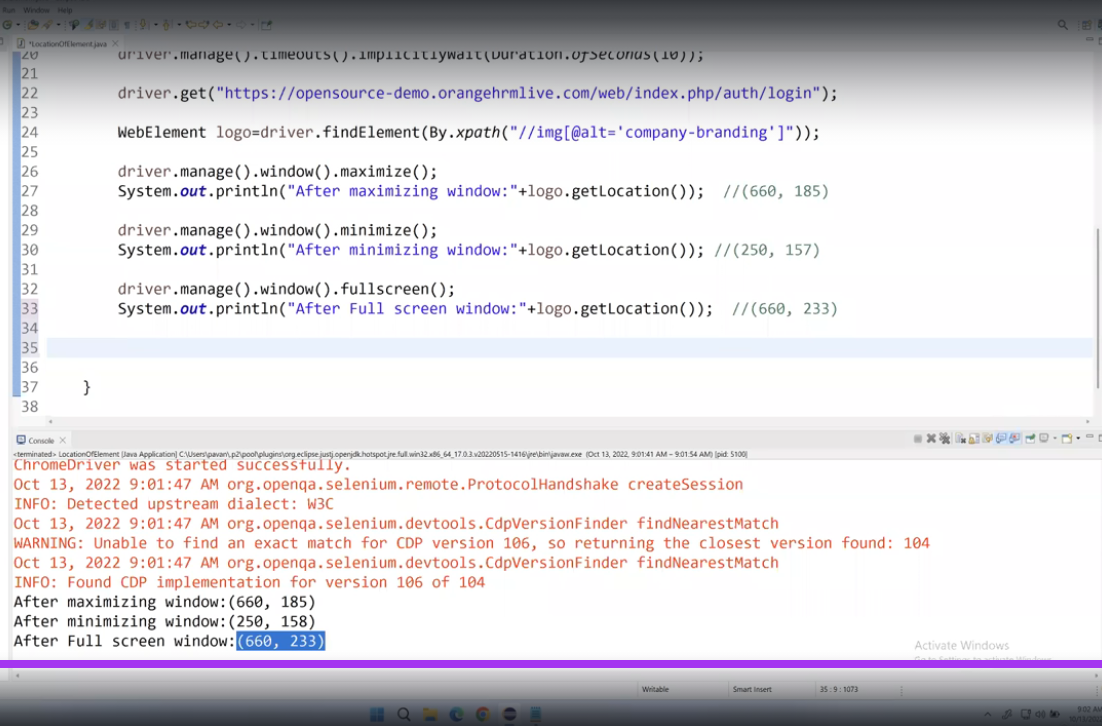 Run Window Help
*LocationOfElement.java
20 driver.manage().timeouts().implicitlyWait(Duration.ofSeconds(10));
21
22 driver.get("https://opensource-demo.orangehrmlive.com/web/index.php/auth/login");
23
24 WebElement logo=driver.findElement(By.xpath("//img[@alt='company-branding']"));
25
26 driver.manage().window().maximize();
27 System.out.println("After maximizing window:"+logo.getLocation());  //(660, 185)
28
29 driver.manage().window().minimize();
30 System.out.println("After minimizing window:"+logo.getLocation()); //(250, 157)
31
32 driver.manage().window().fullscreen();
33 System.out.println("After Full screen window:"+logo.getLocation());  //(660, 233)
34
35
36
37 }
38
Console
<terminated> LocationOfElement [Java Application] C:\Users\pavan\.p2\pool\plugins\org.eclipse.justj.openjdk.hotspot.jre.full.win32.x86_64_17.0.3.v20220515-1416\jre\bin\javaw.exe (Oct 13, 2022, 9:01:41 AM – 9:01:54 AM) [pid: 5100]
ChromeDriver was started successfully.
Oct 13, 2022 9:01:47 AM org.openqa.selenium.remote.ProtocolHandshake createSession
INFO: Detected upstream dialect: W3C
Oct 13, 2022 9:01:47 AM org.openqa.selenium.devtools.CdpVersionFinder findNearestMatch
WARNING: Unable to find an exact match for CDP version 106, so returning the closest version found: 104
Oct 13, 2022 9:01:47 AM org.openqa.selenium.devtools.CdpVersionFinder findNearestMatch
INFO: Found CDP implementation for version 106 of 104
After maximizing window:(660, 185)
After minimizing window:(250, 158)
After Full screen window:(660, 233)
Activate Windows
Writable Smart Insert 35 : 9 : 1073
9:02 AM